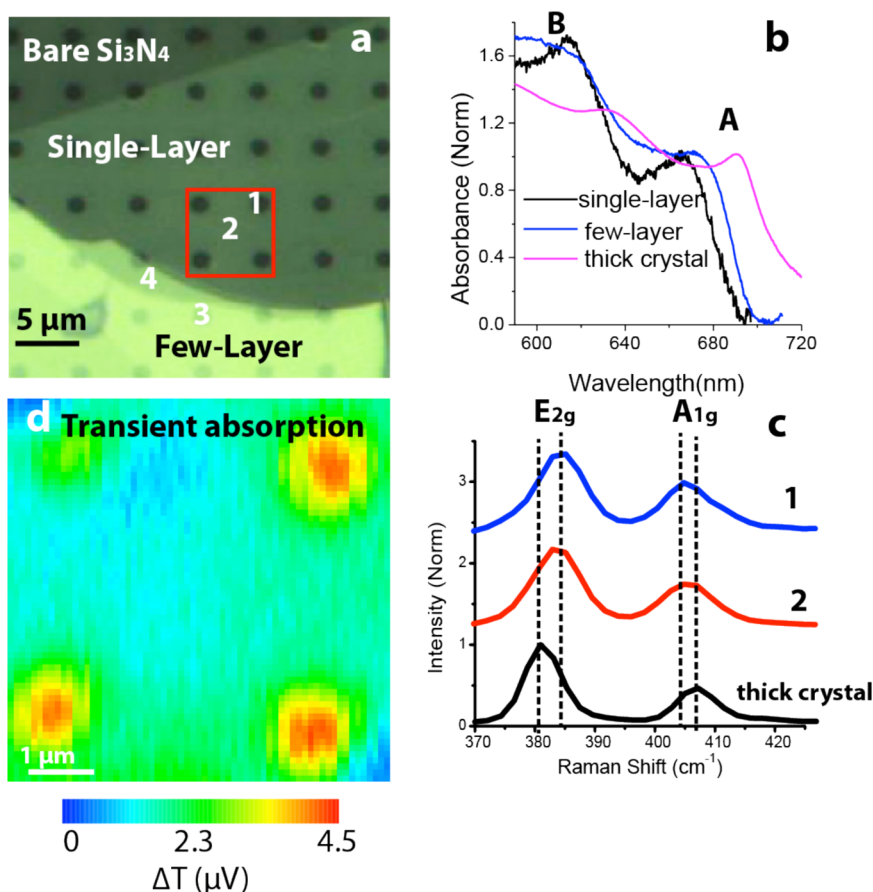 a
Bare Si₃N₄
Single-Layer
1
2
4
3
5 μm
Few-Layer
b
B
A
1.6
1.2
0.8
0.4
0.0
Absorbance (Norm)
single-layer
few-layer
thick crystal
600 640 680 720
Wavelength(nm)
d
Transient absorption
1 μm
0 2.3 4.5
ΔT (μV)
E₂g A₁g
c
3
2
1
0
Intensity (Norm)
1
2
thick crystal
370 380 390 400 410 420
Raman Shift (cm⁻¹)